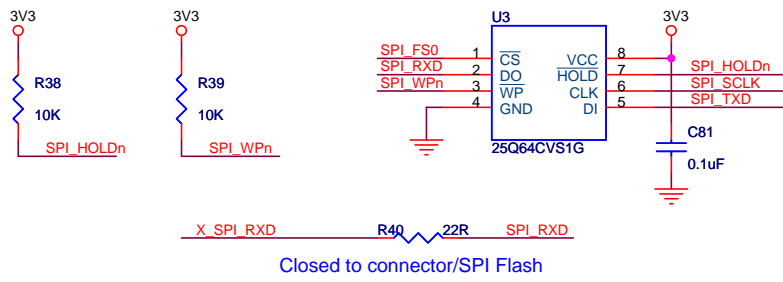 3V3
R38
10K
SPI_HOLDn
3V3
R39
10K
SPI_WPn
U3
SPI_FS0 1 CS VCC 8
SPI_RXD 2 DO HOLD 7 SPI_HOLDn
SPI_WPn 3 WP CLK 6 SPI_SCLK
4 GND DI 5 SPI_TXD
25Q64CVS1G
3V3
C81
0.1uF
X_SPI_RXD R40 22R SPI_RXD
Closed to connector/SPI Flash